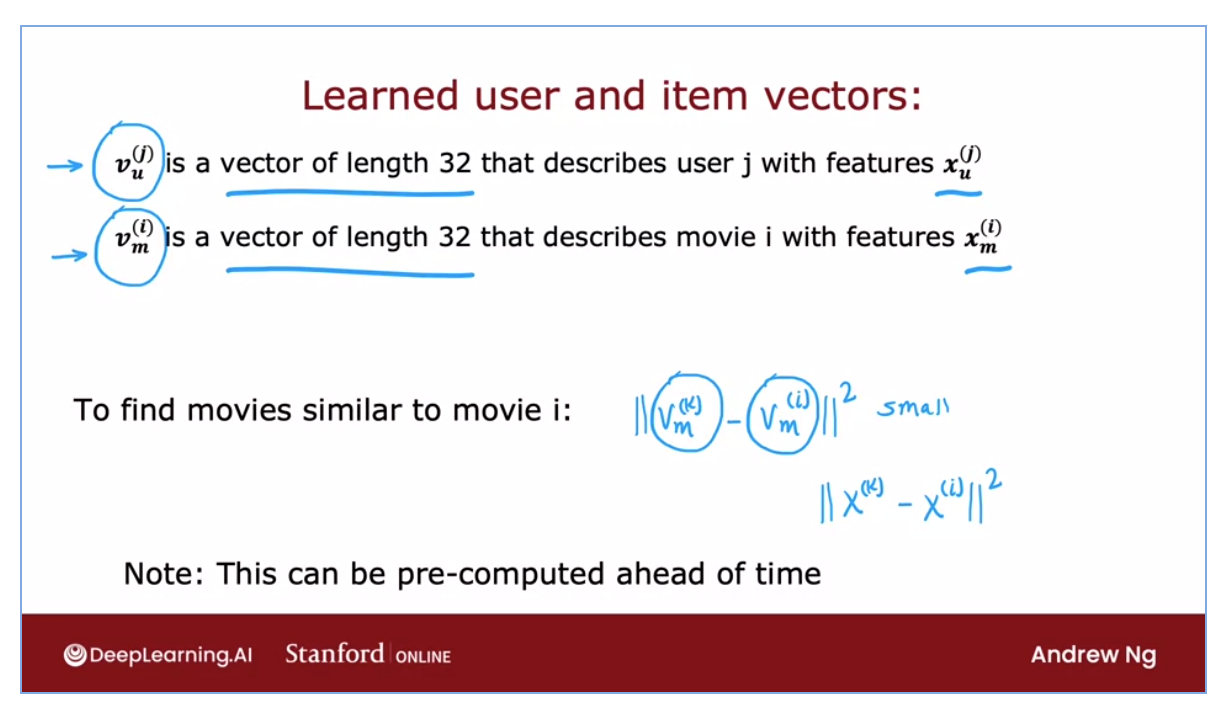 Learned user and item vectors:
→ v_u^(j) is a vector of length 32 that describes user j with features x_u^(j)
→ v_m^(i) is a vector of length 32 that describes movie i with features x_m^(i)
To find movies similar to movie i: ||v_m^(k) - v_m^(i)||^2 small
||x^(k) - x^(i)||^2
Note: This can be pre-computed ahead of time
DeepLearning.AI Stanford | ONLINE Andrew Ng